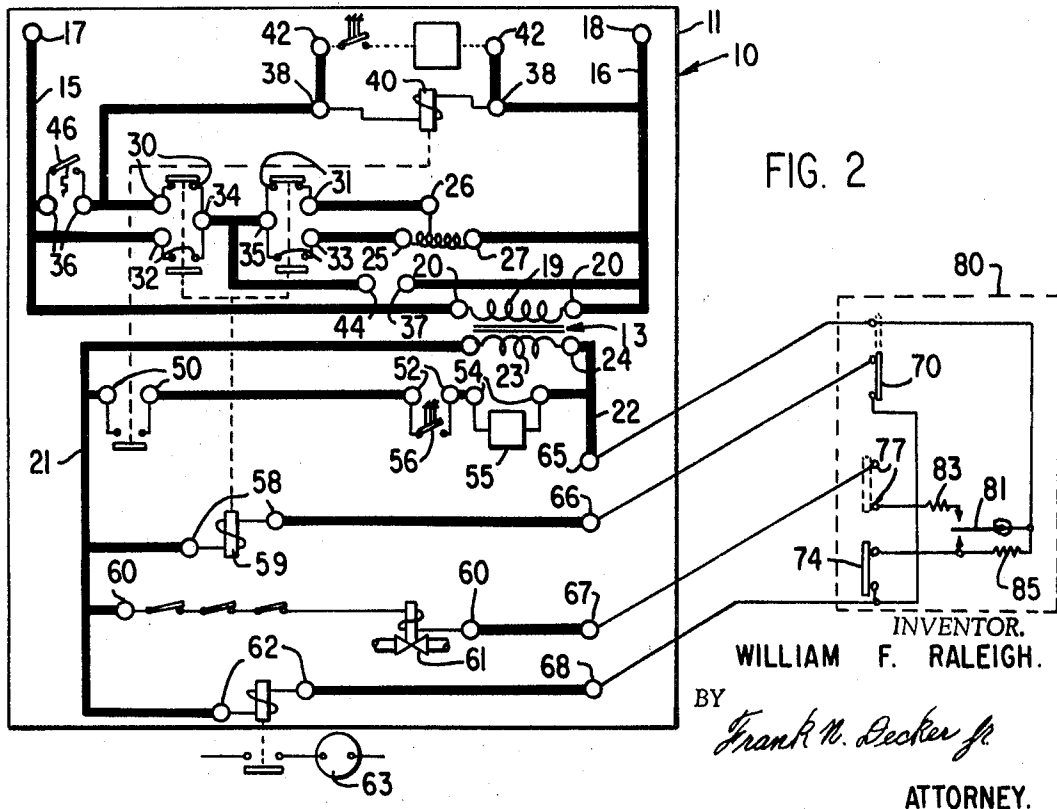 17 42 42 18 11
10
15 38 40 38 16
46 30 31 26
34
FIG. 2
36 32 35 33 25 27
20 19 20 80
44 37
13
50 52 54 23 24 70
21 56 55 65 22
77 83 81
58 66
59 74 85
60 60 67
61
62 68
63
INVENTOR.
WILLIAM F. RALEIGH.
BY
Frank N. Decker Jr.
ATTORNEY.